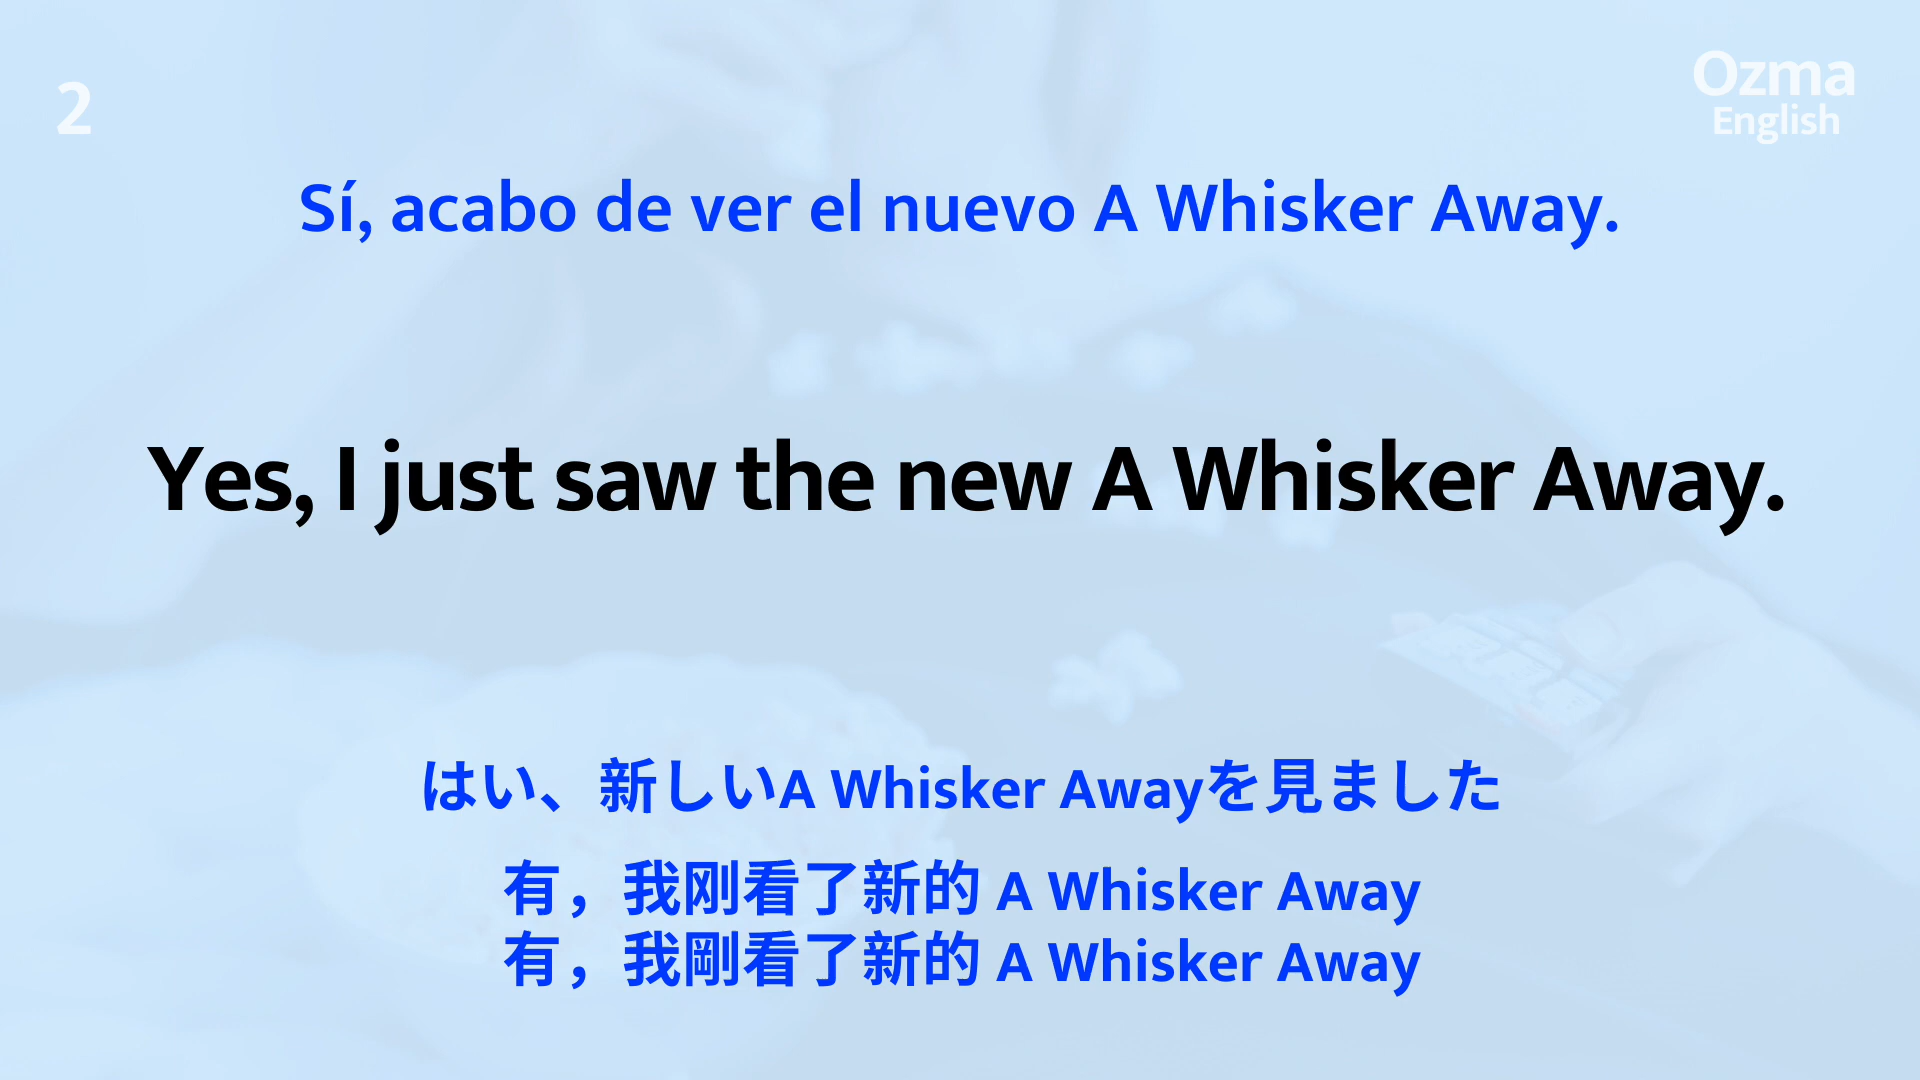 2
Ozma
English
Sí, acabo de ver el nuevo A Whisker Away.
Yes, I just saw the new A Whisker Away.
はい、新しいA Whisker Awayを見ました
有，我刚看了新的 A Whisker Away
有，我剛看了新的 A Whisker Away